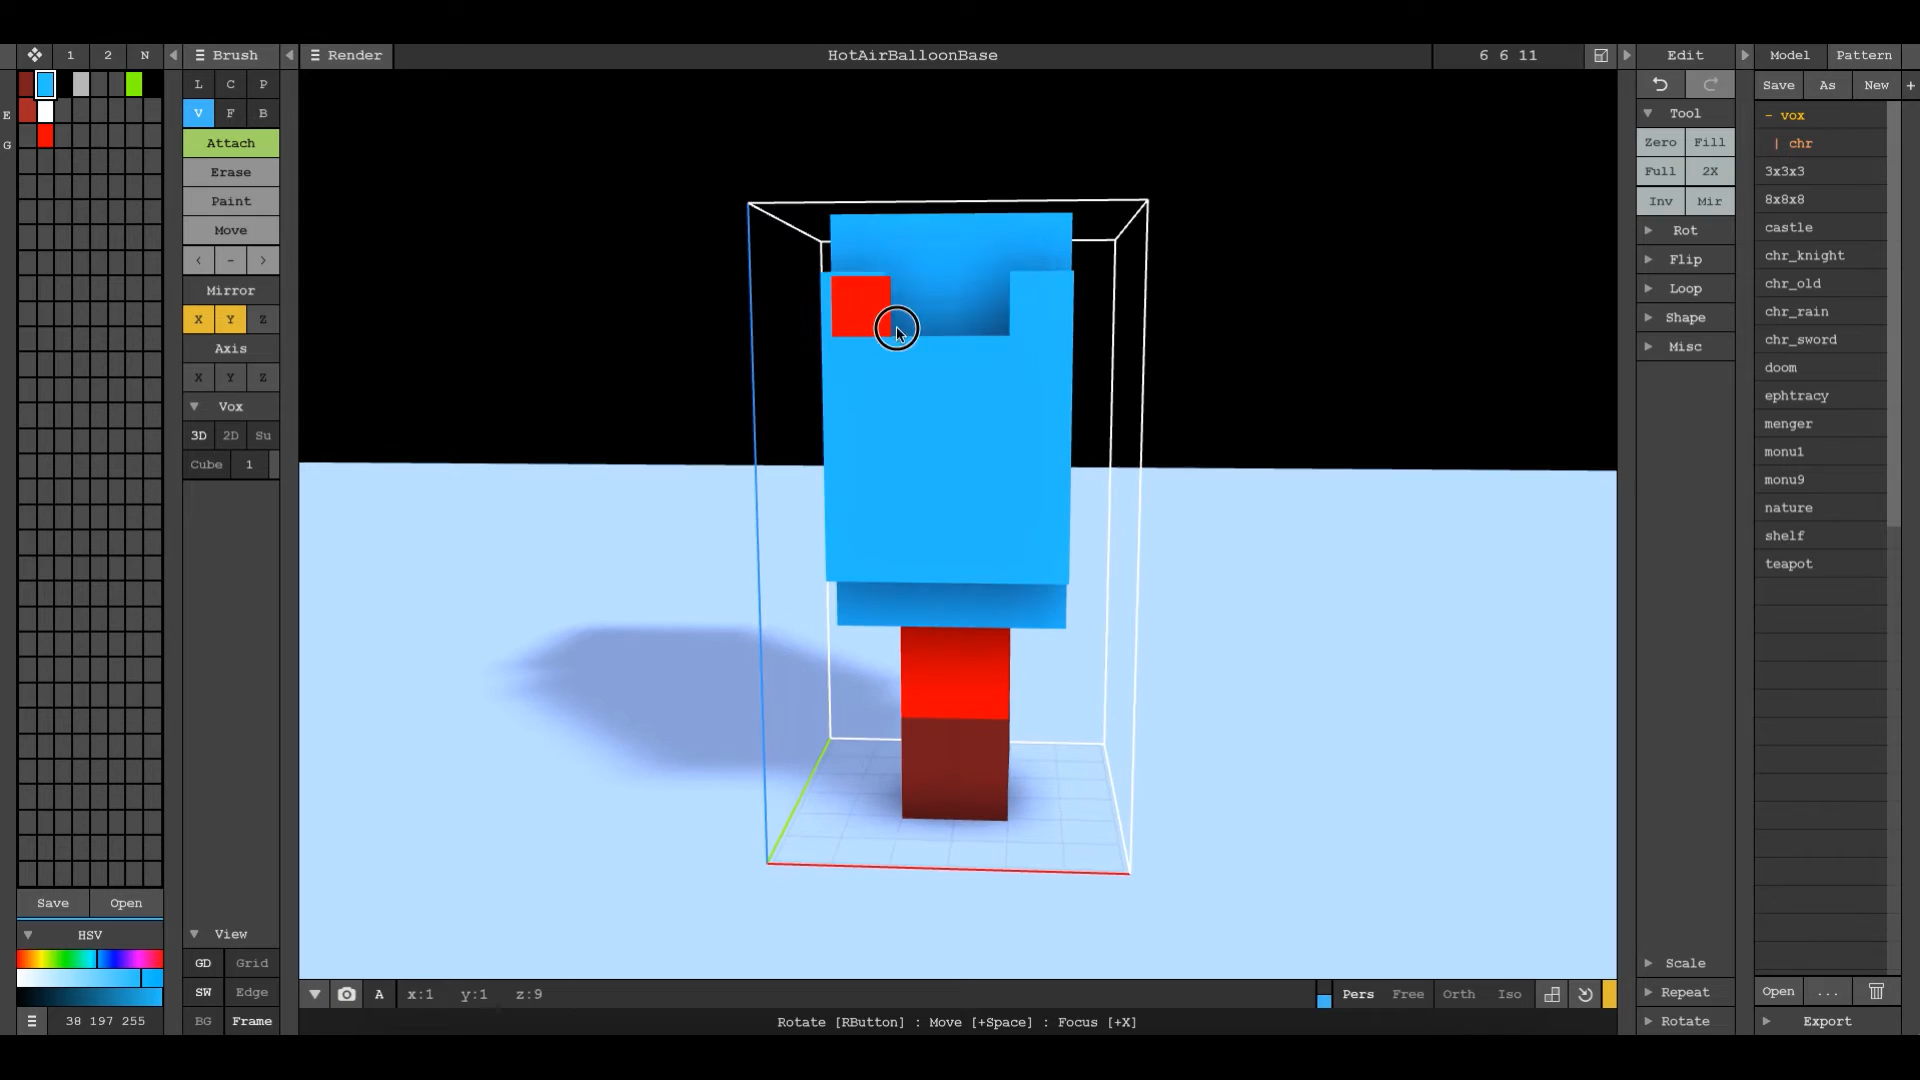 1 2 N Brush Render HotAirBalloonBase 6 6 11 Edit Model Pattern
L C P Save As New +
E V F B Tool - vox
G Attach Zero Fill | chr
Erase Full 2X 3x3x3
Paint Inv Mir 8x8x8
Move Rot castle
< - > Flip chr_knight
Mirror Loop chr_old
X Y Z Shape chr_rain
Axis Misc chr_sword
X Y Z doom
Vox ephtracy
3D 2D Su menger
Cube 1 monu1
monu9
nature
shelf
teapot
Save Open
HSV View
GD Grid Scale
SW Edge A x:1 y:1 z:9 Pers Free Orth Iso Repeat Open ...
38 197 255 BG Frame Rotate [RButton] : Move [+Space] : Focus [+X] Rotate Export